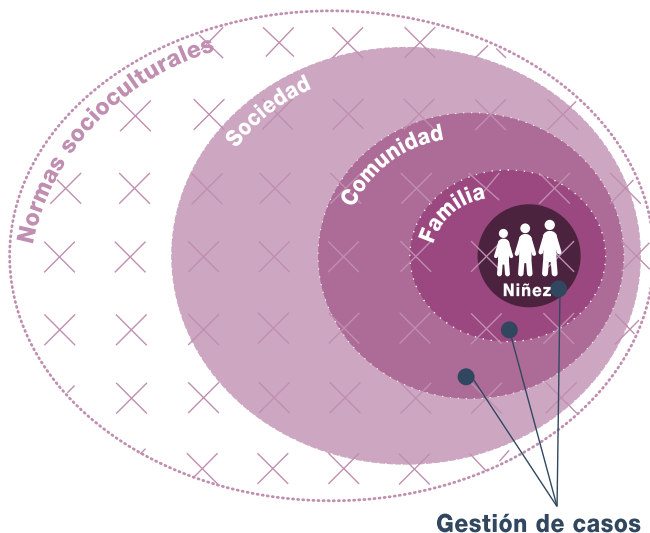 Normas socioculturales
Sociedad
Comunidad
Familia
Niñez
Gestión de casos